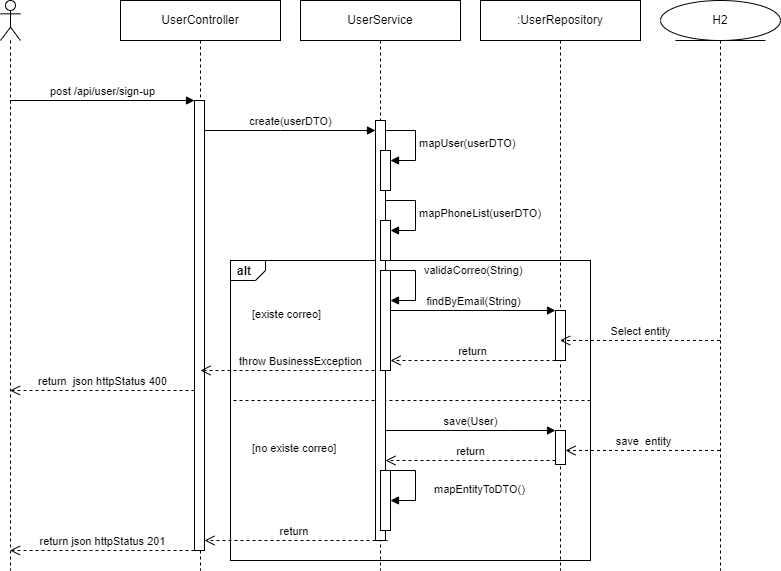 UserController
UserService
:UserRepository
H2
post /api/user/sign-up
create(userDTO)
mapUser(userDTO)
mapPhoneList(userDTO)
alt
validaCorreo(String)
findByEmail(String)
[existe correo]
Select entity
return
throw BusinessException
return json httpStatus 400
save(User)
save entity
[no existe correo]
return
mapEntityToDTO()
return
return json httpStatus 201